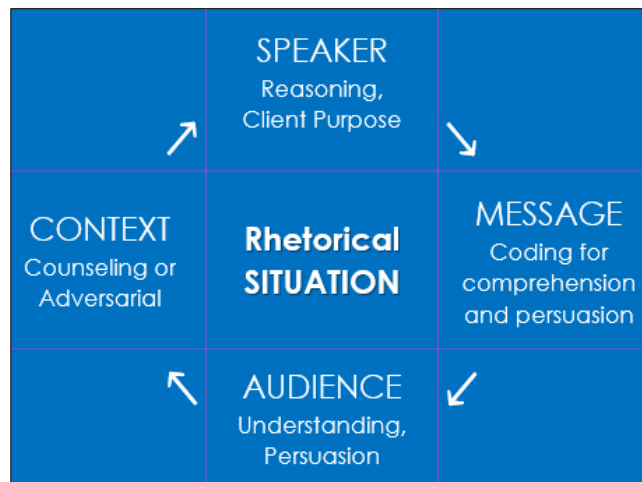 SPEAKER
Reasoning,
Client Purpose
CONTEXT
Counseling or
Adversarial
Rhetorical
SITUATION
MESSAGE
Coding for
comprehension
and persuasion
AUDIENCE
Understanding,
Persuasion